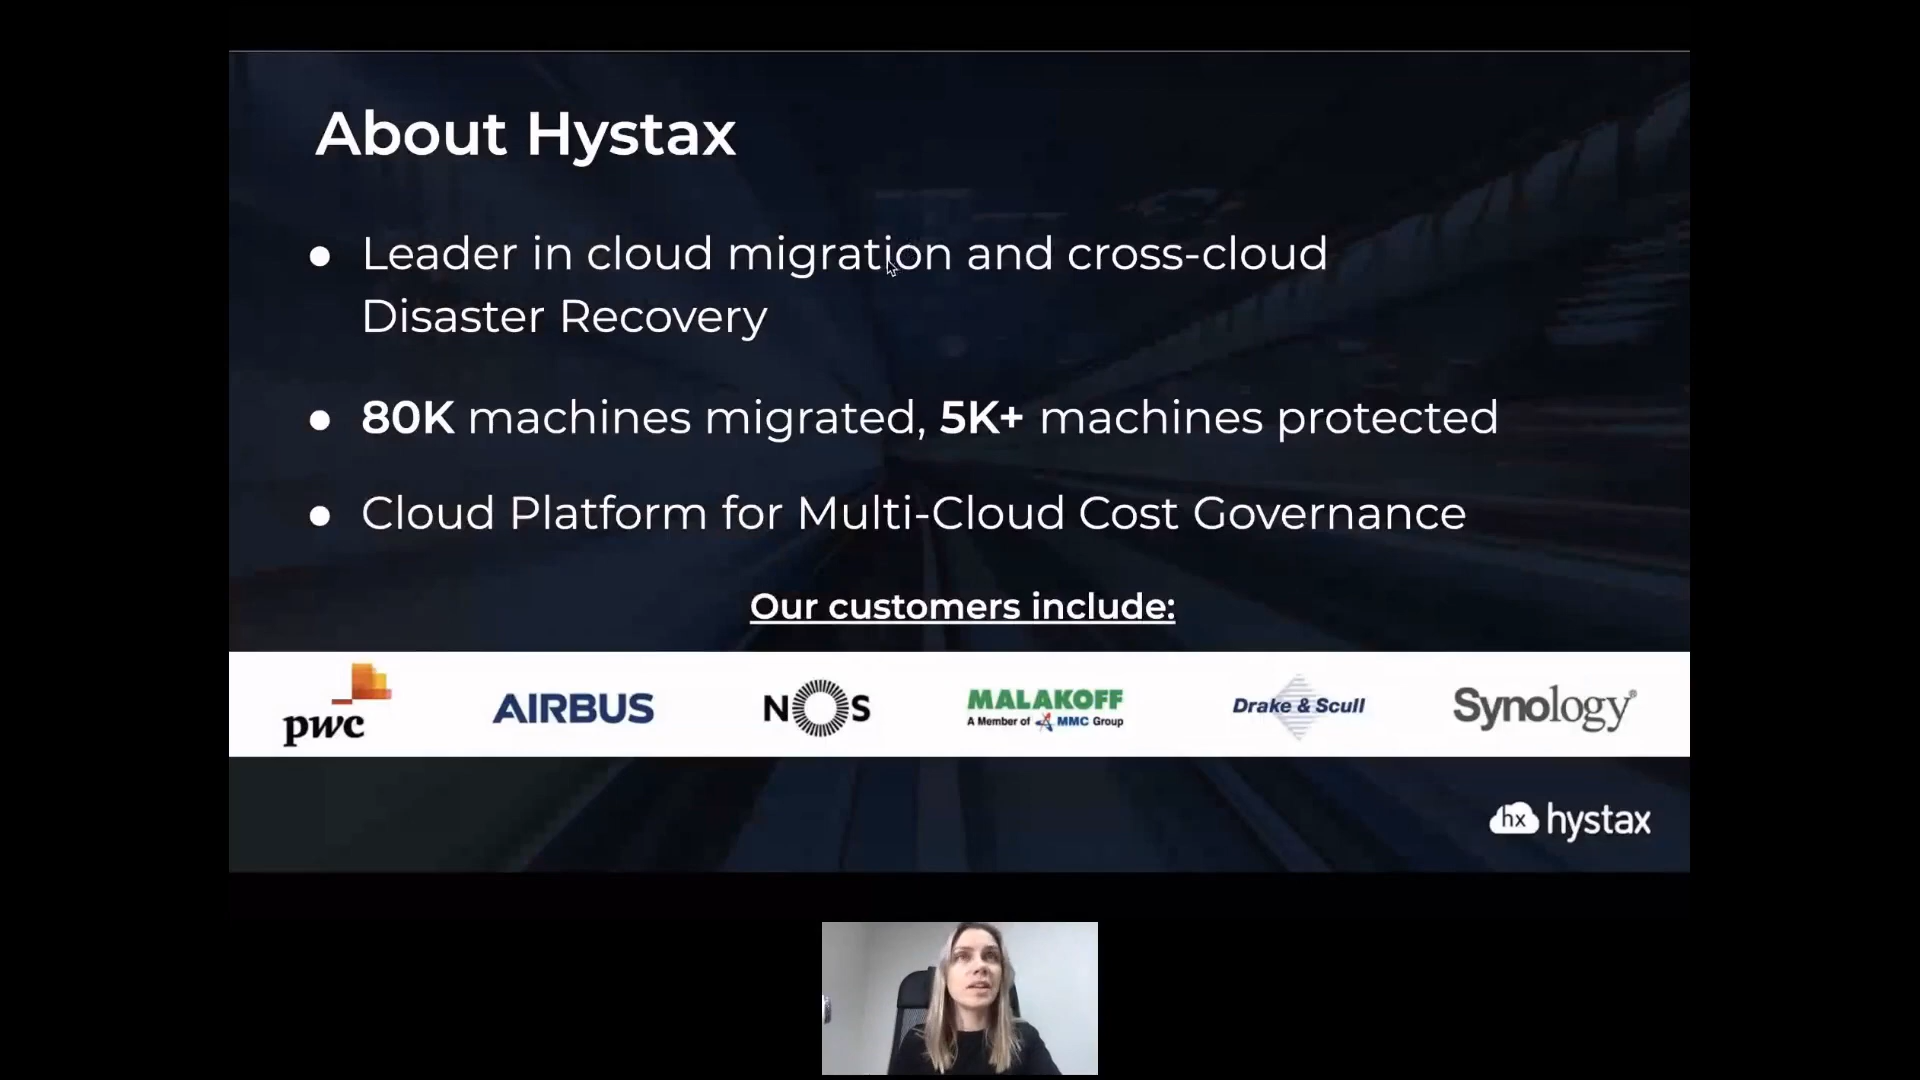 About Hystax
● Leader in cloud migration and cross-cloud
Disaster Recovery
● 80K machines migrated, 5K+ machines protected
● Cloud Platform for Multi-Cloud Cost Governance
Our customers include:
pwc
AIRBUS
NOS
MALAKOFF
A Member of MMC Group
Drake & Scull
Synology®
hx hystax